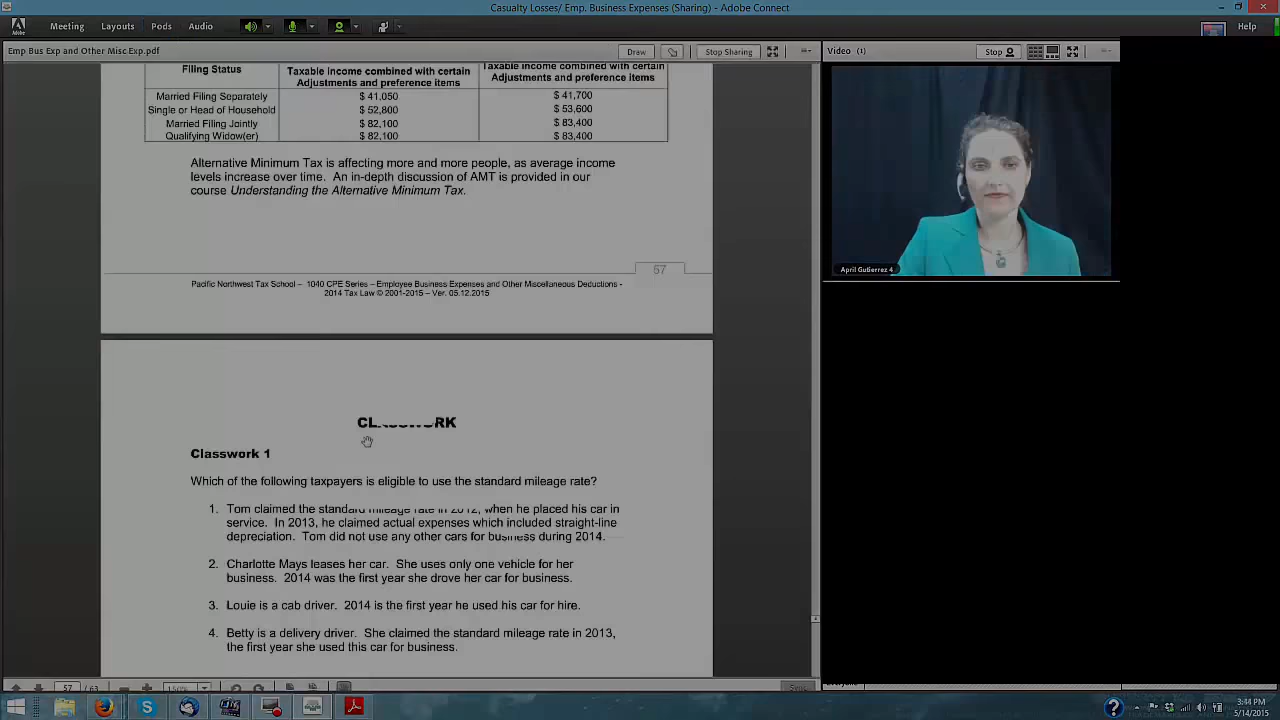 Casualty Losses/ Emp. Business Expenses (Sharing) - Adobe Connect
Meeting Layouts Pods Audio Help
Emp Bus Exp and Other Misc Exp.pdf
Draw Stop Sharing
Video (1)
Stop
Filing Status
Taxable income combined with certain Adjustments and preference items
Taxable income combined with certain Adjustments and preference items
Married Filing Separately $ 41,050 $ 41,700
Single or Head of Household $ 52,800 $ 53,600
Married Filing Jointly $ 82,100 $ 83,400
Qualifying Widow(er) $ 82,100 $ 83,400
Alternative Minimum Tax is affecting more and more people, as average income
levels increase over time. An in-depth discussion of AMT is provided in our
course Understanding the Alternative Minimum Tax.
57
Pacific Northwest Tax School – 1040 CPE Series – Employee Business Expenses and Other Miscellaneous Deductions -
2014 Tax Law © 2001-2015 – Ver. 05.12.2015
CLASSWORK
Classwork 1
Which of the following taxpayers is eligible to use the standard mileage rate?
1. Tom claimed the standard mileage rate in 2012, when he placed his car in
service. In 2013, he claimed actual expenses which included straight-line
depreciation. Tom did not use any other cars for business during 2014.
2. Charlotte Mays leases her car. She uses only one vehicle for her
business. 2014 was the first year she drove her car for business.
3. Louie is a cab driver. 2014 is the first year he used his car for hire.
4. Betty is a delivery driver. She claimed the standard mileage rate in 2013,
the first year she used this car for business.
57 / 63
150%
April Gutierrez 4
Everyone
3:44 PM
5/14/2015